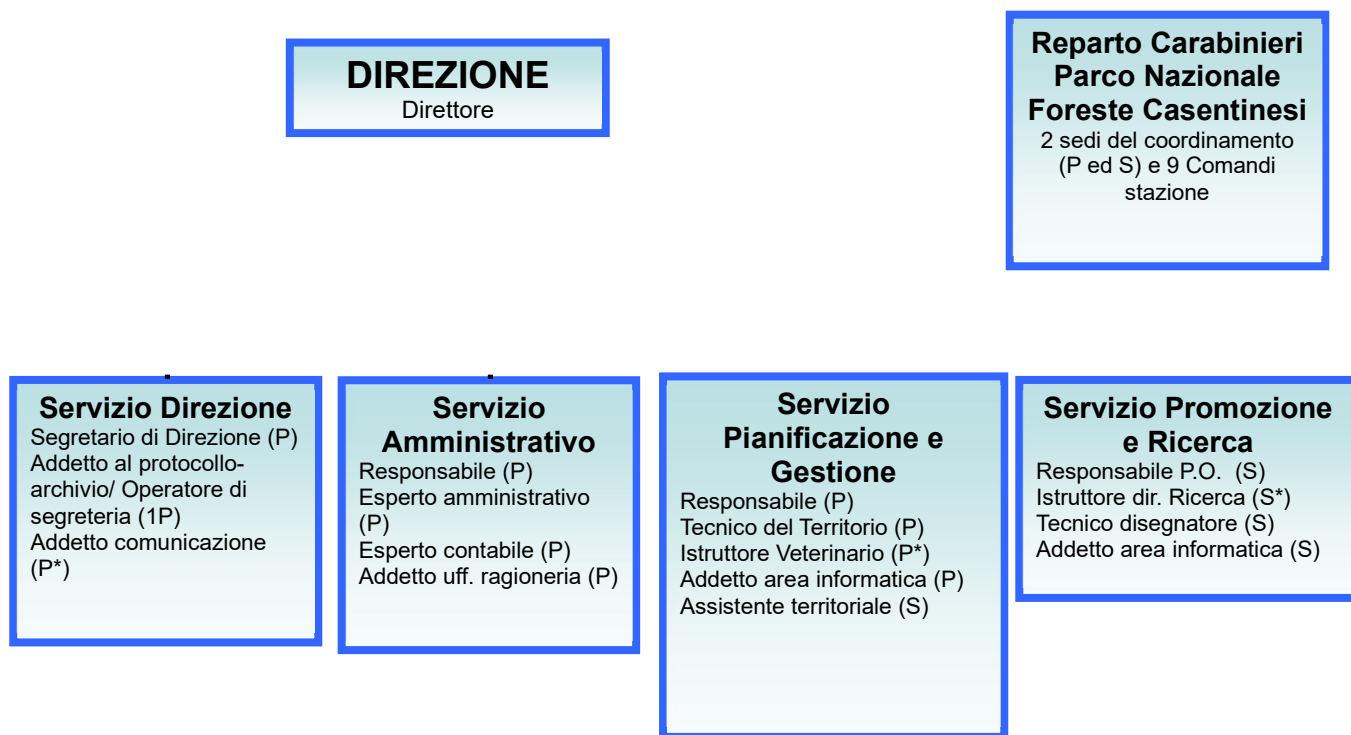 DIREZIONE
Direttore
Reparto Carabinieri
Parco Nazionale
Foreste Casentinesi
2 sedi del coordinamento
(P ed S) e 9 Comandi
stazione
Servizio Direzione
Segretario di Direzione (P)
Addetto al protocollo-
archivio/ Operatore di
segreteria (1P)
Addetto comunicazione
(P*)
Servizio
Amministrativo
Responsabile (P)
Esperto amministrativo
(P)
Esperto contabile (P)
Addetto uff. ragioneria (P)
Servizio
Pianificazione e
Gestione
Responsabile (P)
Tecnico del Territorio (P)
Istruttore Veterinario (P*)
Addetto area informatica (P)
Assistente territoriale (S)
Servizio Promozione
e Ricerca
Responsabile P.O. (S)
Istruttore dir. Ricerca (S*)
Tecnico disegnatore (S)
Addetto area informatica (S)